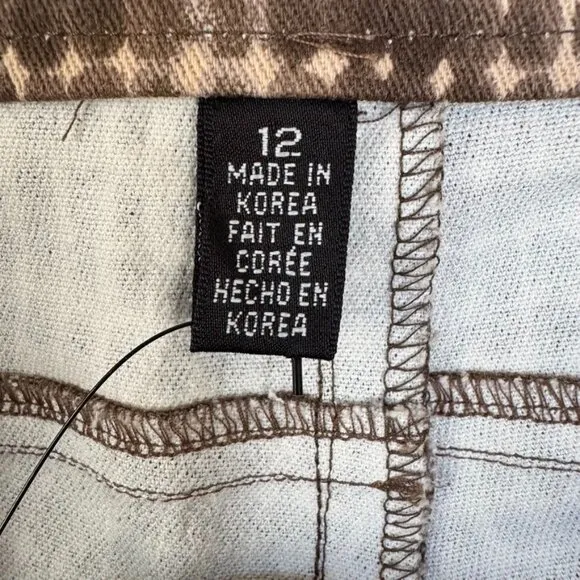 12
MADE IN
KOREA
FAIT EN
CORÉE
HECHO EN
KOREA